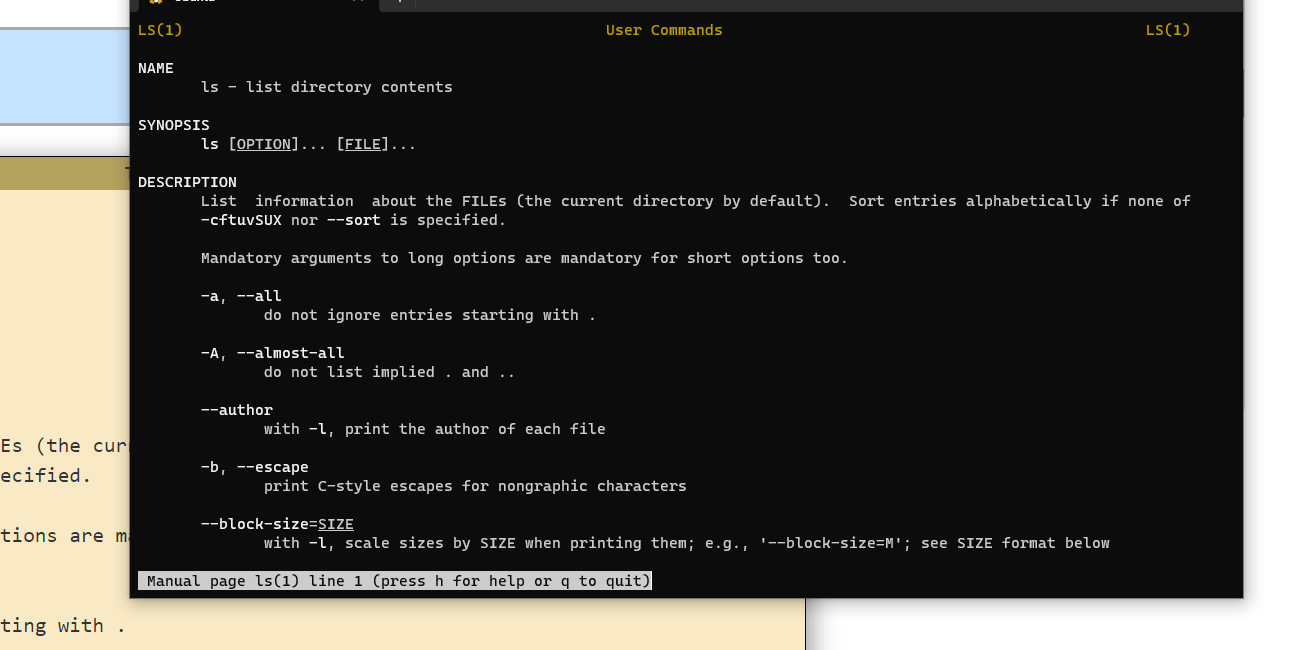 LS(1) User Commands LS(1)
NAME
ls - list directory contents
SYNOPSIS
ls [OPTION]... [FILE]...
DESCRIPTION
List  information  about the FILEs (the current directory by default).  Sort entries alphabetically if none of
-cftuvSUX nor --sort is specified.
Mandatory arguments to long options are mandatory for short options too.
-a, --all
do not ignore entries starting with .
-A, --almost-all
do not list implied . and ..
--author
with -l, print the author of each file
-b, --escape
print C-style escapes for nongraphic characters
--block-size=SIZE
with -l, scale sizes by SIZE when printing them; e.g., '--block-size=M'; see SIZE format below
Manual page ls(1) line 1 (press h for help or q to quit)
Es (the curr
ecified.
tions are ma
ting with .